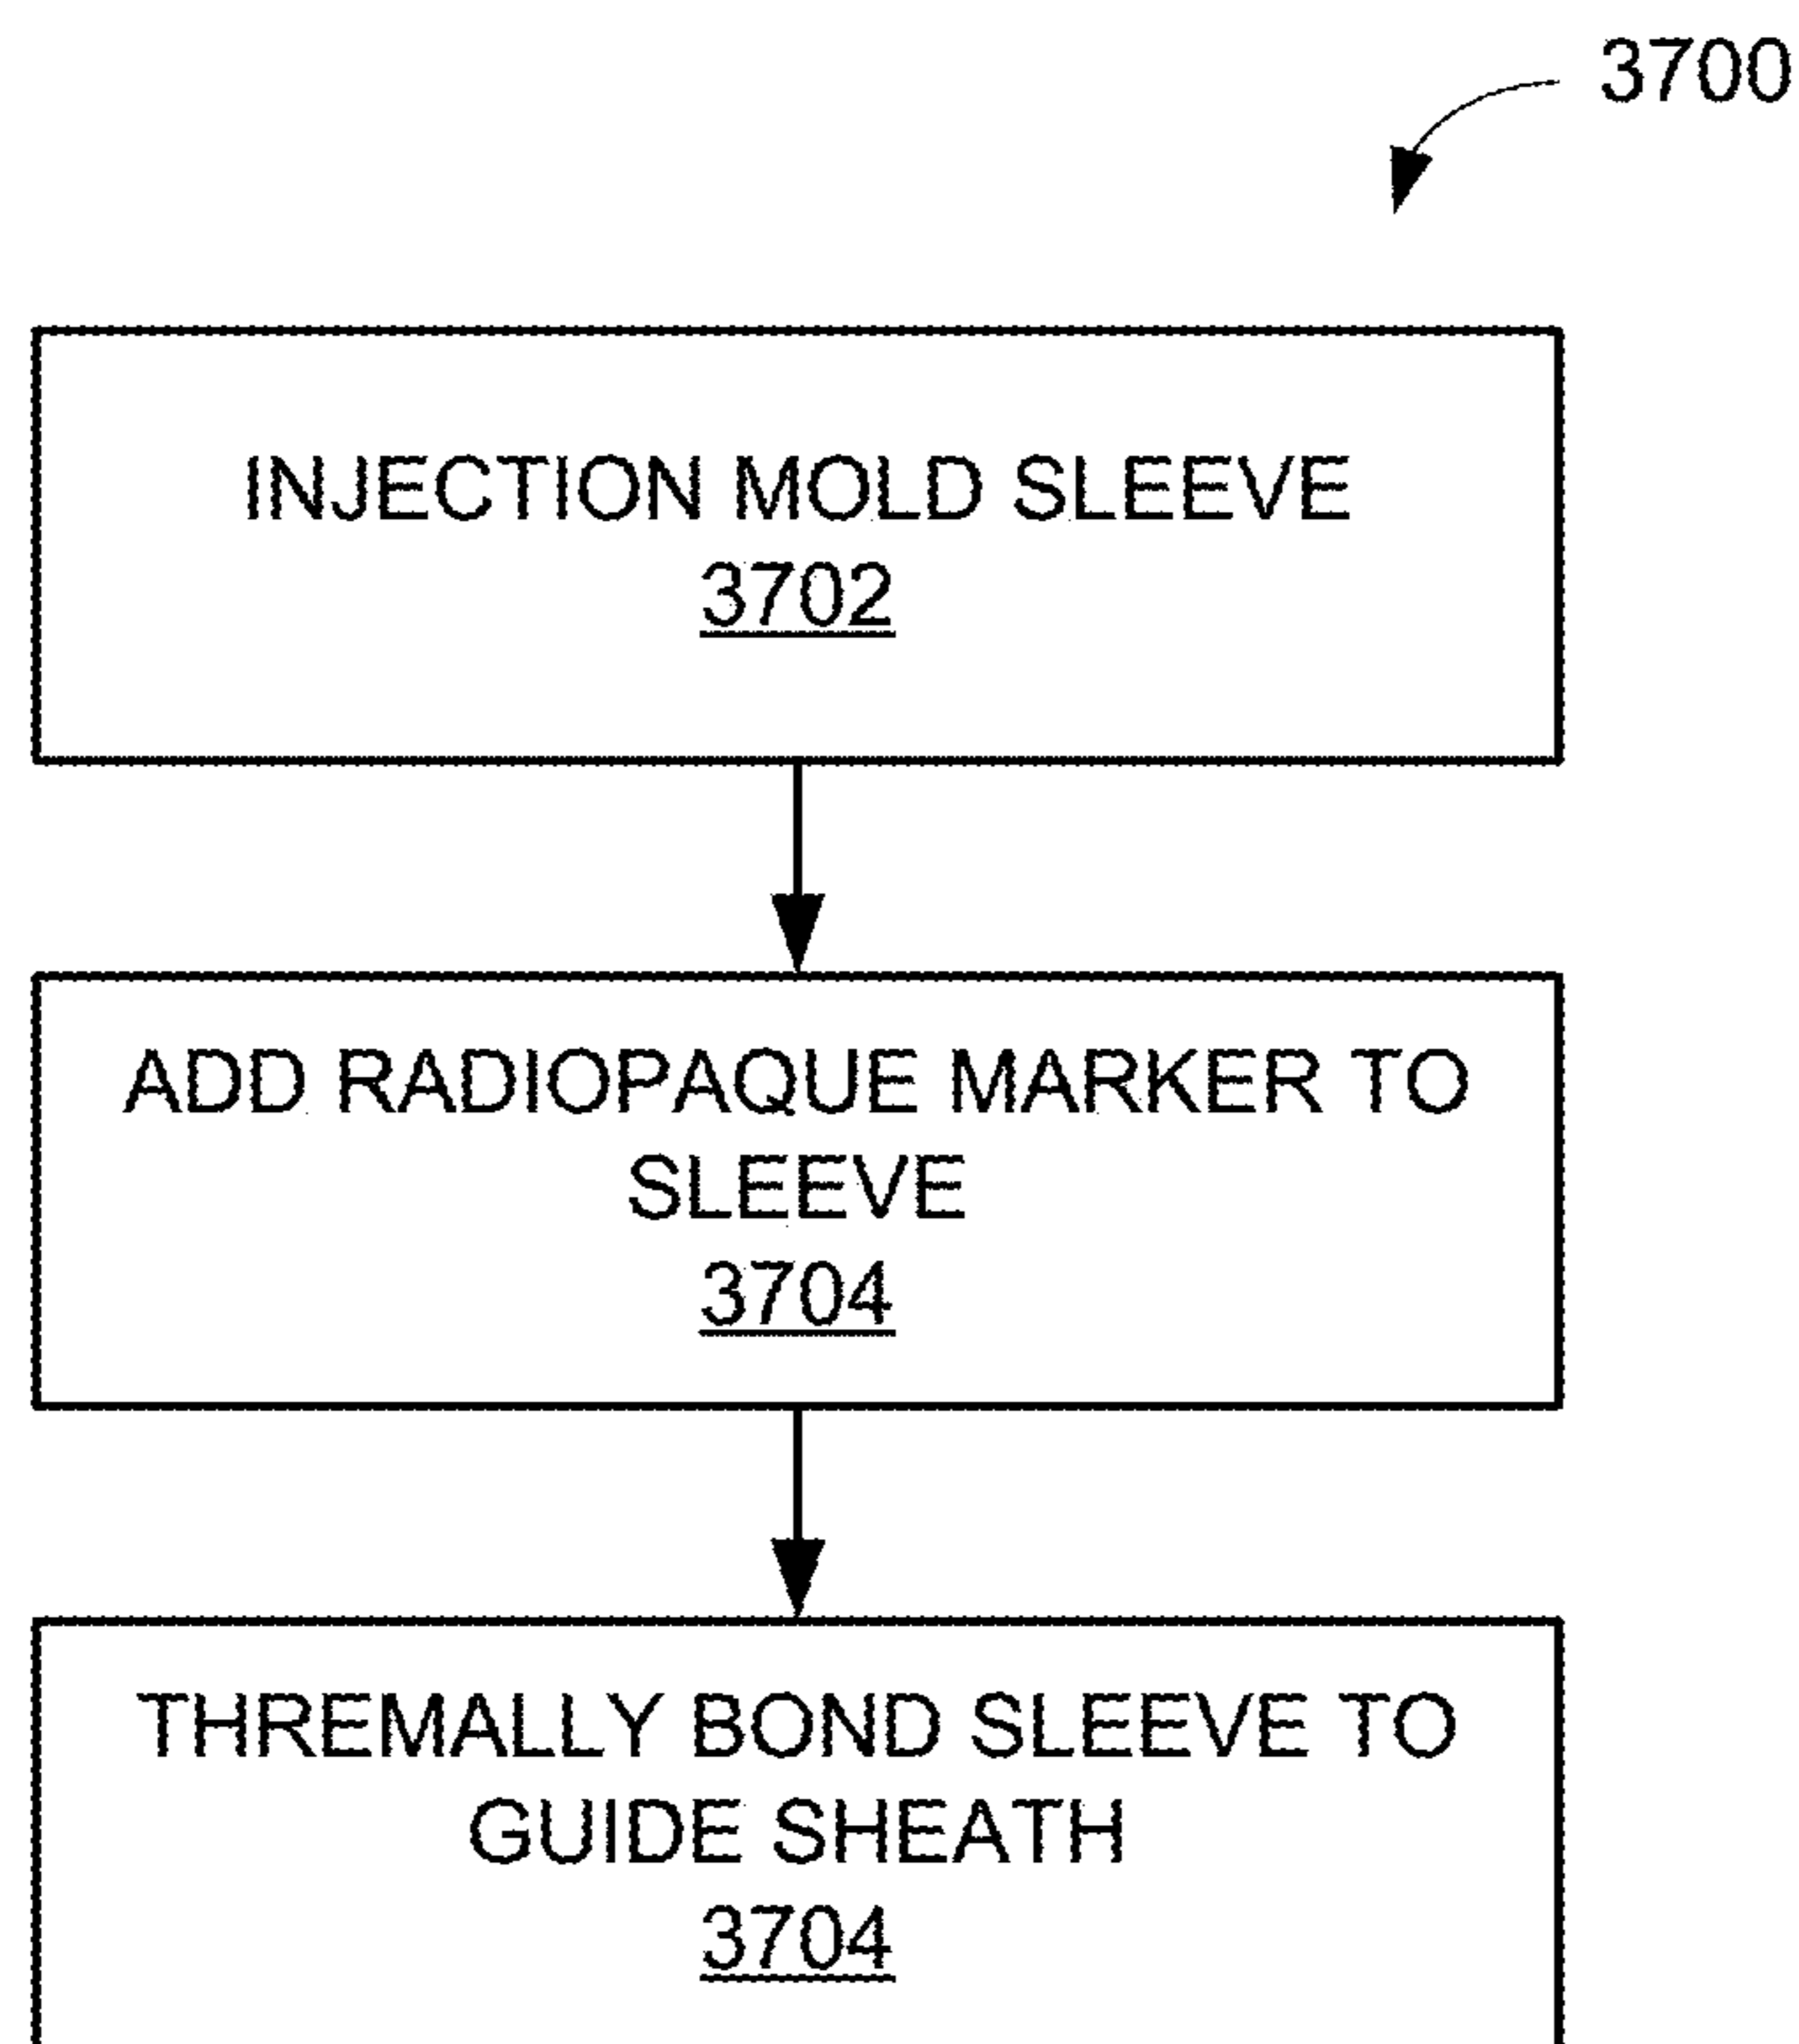 3700
INJECTION MOLD SLEEVE
3702
ADD RADIOPAQUE MARKER TO
SLEEVE
3704
THREMALLY BOND SLEEVE TO
GUIDE SHEATH
3704